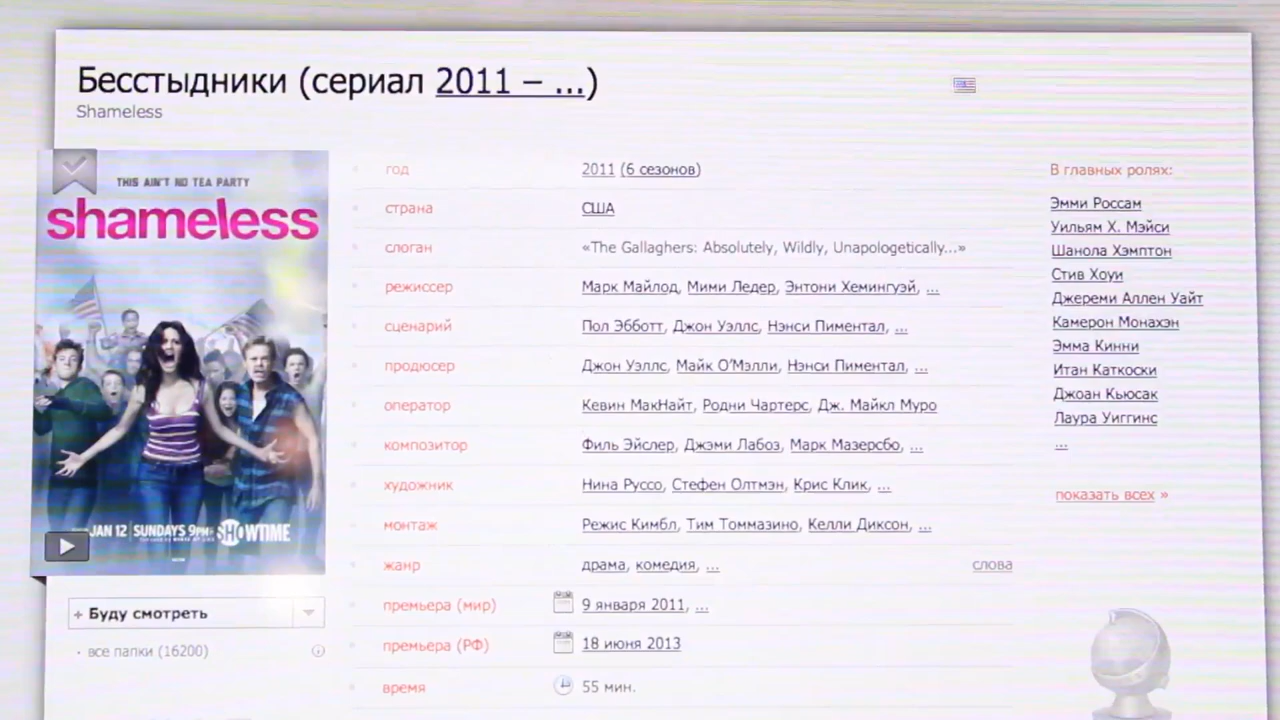 Бесстыдники (сериал 2011 – ...)
Shameless
THIS AIN'T NO TEA PARTY
shameless
JAN 12 SUNDAYS 9PM SHOWTIME
+ Буду смотреть
· все папки (16200)
год 2011 (6 сезонов)
страна США
слоган «The Gallaghers: Absolutely, Wildly, Unapologetically...»
режиссер Марк Майлод, Мими Ледер, Энтони Хемингуэй, ...
сценарий Пол Эбботт, Джон Уэллс, Нэнси Пиментал, ...
продюсер Джон Уэллс, Майк О'Мэлли, Нэнси Пиментал, ...
оператор Кевин МакНайт, Родни Чартерс, Дж. Майкл Муро
композитор Филь Эйслер, Джэми Лабоз, Марк Мазерсбо, ...
художник Нина Руссо, Стефен Олтмэн, Крис Клик, ...
монтаж Режис Кимбл, Тим Томмазино, Келли Диксон, ...
жанр драма, комедия, ... слова
премьера (мир) 9 января 2011, ...
премьера (РФ) 18 июня 2013
время 55 мин.
В главных ролях:
Эмми Россам
Уильям Х. Мэйси
Шанола Хэмптон
Стив Хоуи
Джереми Аллен Уайт
Камерон Монахэн
Эмма Кинни
Итан Каткоски
Джоан Кьюсак
Лаура Уиггинс
...
показать всех »